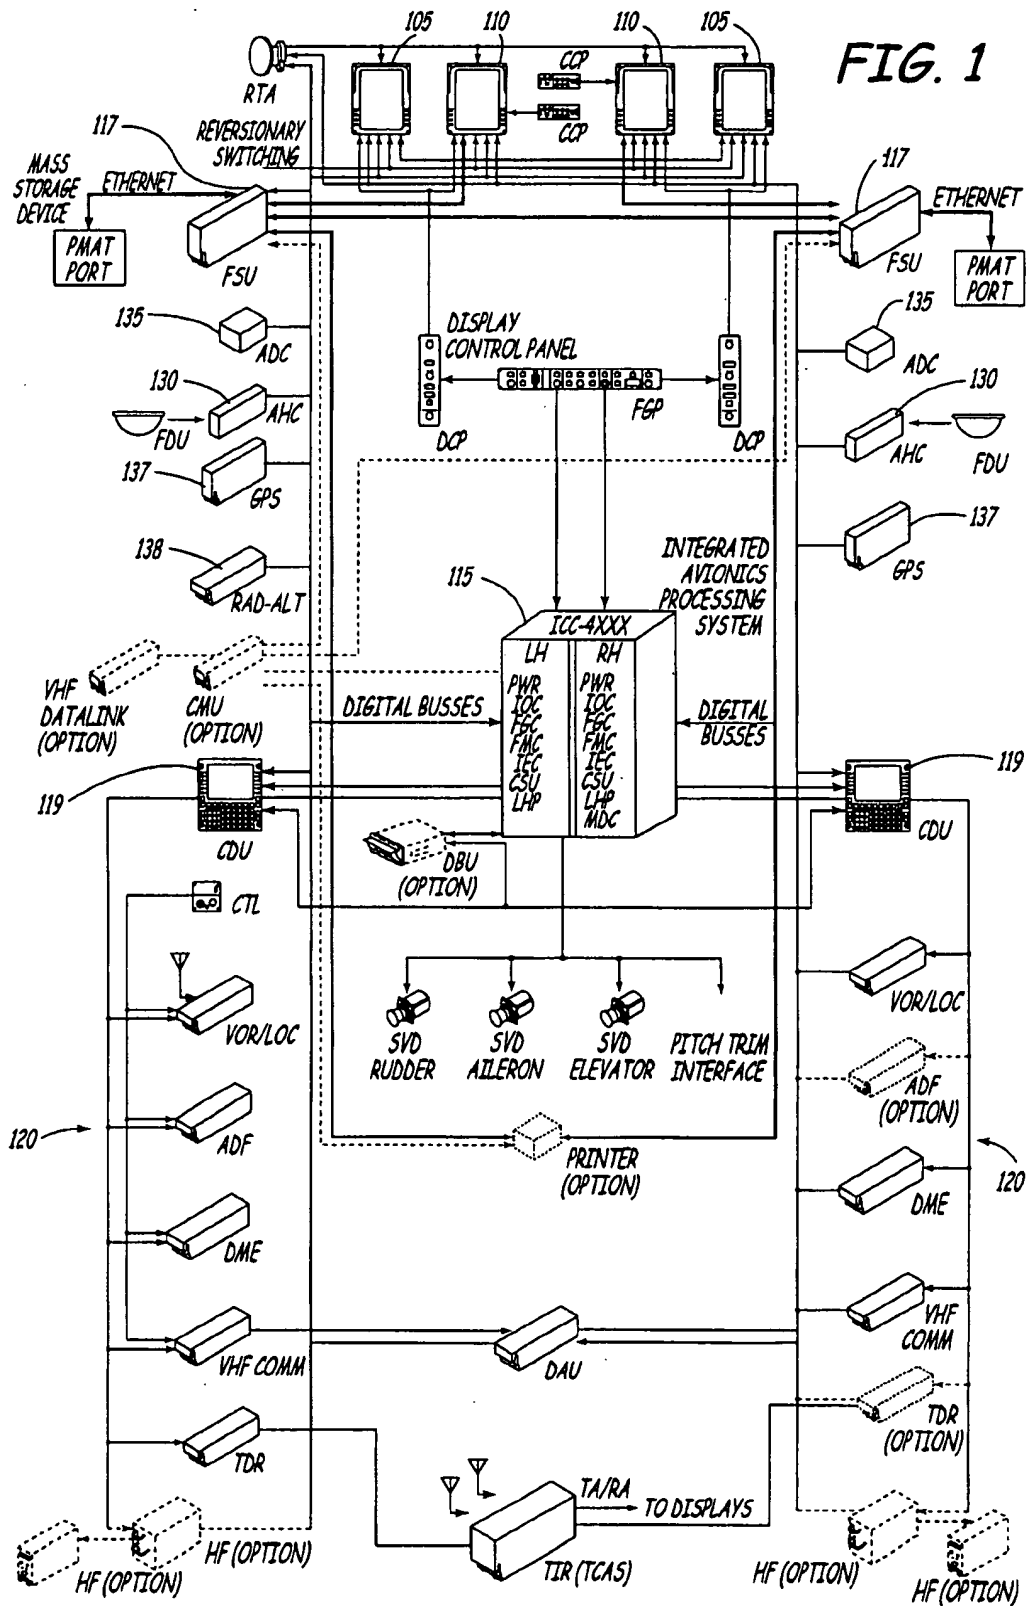 FIG. 1
105
110
110
105
RTA
CCP
CCP
REVERSIONARY
SWITCHING
117
MASS
STORAGE
DEVICE
ETHERNET
PMAT
PORT
FSU
117
ETHERNET
FSU
PMAT
PORT
135
ADC
DISPLAY
CONTROL PANEL
135
ADC
130
AHC
FDU
DCP
FGP
DCP
130
AHC
FDU
137
GPS
137
GPS
138
RAD-ALT
115
INTEGRATED
AVIONICS
PROCESSING
SYSTEM
ICC-4XXX
LH
RH
PWR
IOC
FGC
FMC
IEC
CSU
LHP
PWR
IOC
FGC
FMC
IEC
CSU
LHP
MDC
VHF
DATALINK
(OPTION)
CMU
(OPTION)
DIGITAL BUSSES
DIGITAL
BUSSES
119
CDU
119
CDU
DBU
(OPTION)
CTL
VOR/LOC
SVD
RUDDER
SVD
AILERON
SVD
ELEVATOR
PITCH TRIM
INTERFACE
VOR/LOC
ADF
(OPTION)
120
ADF
PRINTER
(OPTION)
120
DME
DME
VHF COMM
DAU
VHF
COMM
TDR
TDR
(OPTION)
TA/RA
TO DISPLAYS
HF (OPTION)
HF (OPTION)
TTR (TCAS)
HF (OPTION)
HF (OPTION)